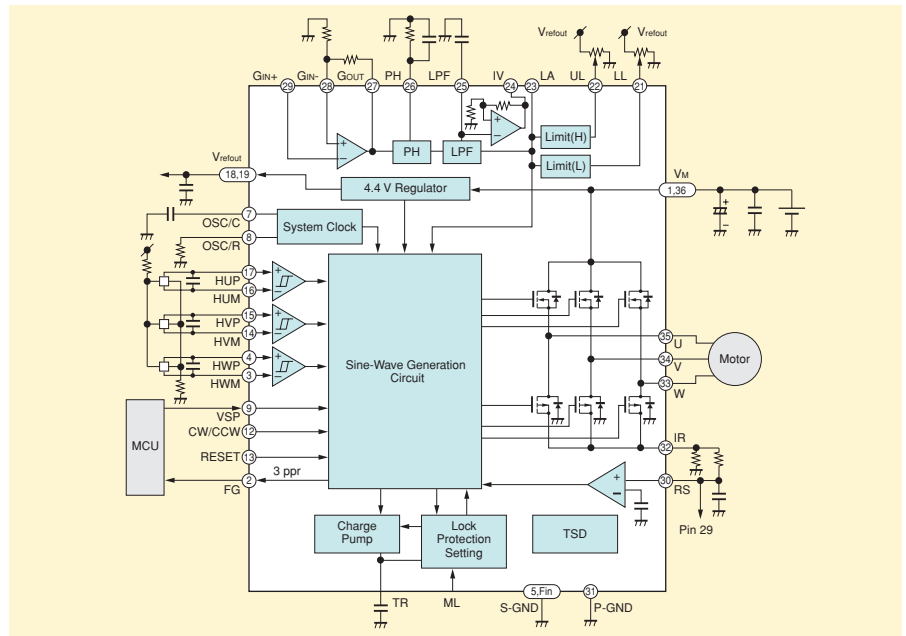 Vrefout Vrefout
GIN+ GIN- GOUT PH LPF IV LA UL LL
29 28 27 26 25 24 23 22 21
Limit(H)
PH LPF
Limit(L)
Vrefout
18,19
4.4 V Regulator
VM
1,36
7
OSC/C
System Clock
8
OSC/R
17
HUP
16
HUM
15
HVP
14
HVM
4
HWP
3
HWM
Sine-Wave Generation
Circuit
35
U
34
V
33
W
Motor
MCU
9
VSP
12
CW/CCW
13
RESET
3 ppr
2
FG
32
IR
30
RS
Pin 29
Charge
Pump
Lock
Protection
Setting
TSD
TR
ML
5,Fin
S-GND
31
P-GND